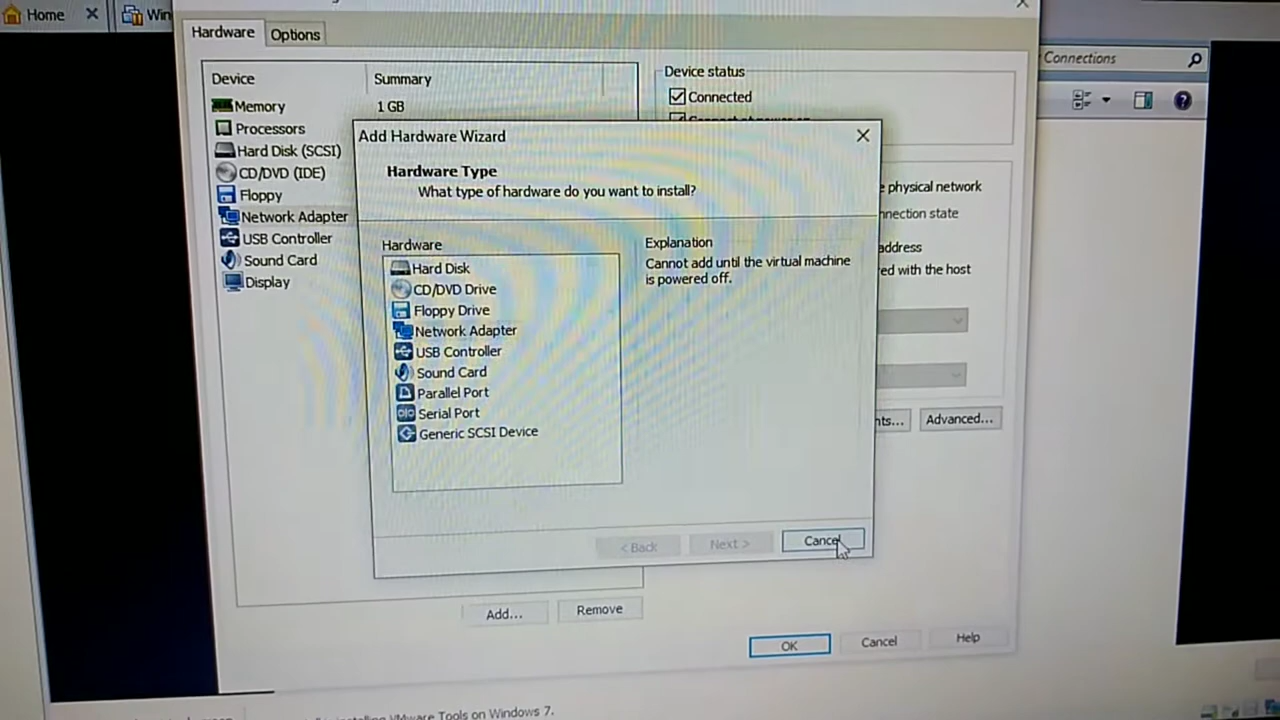 Home
Win
Hardware
Options
Connections
Device
Summary
Memory
1 GB
Processors
Hard Disk (SCSI)
CD/DVD (IDE)
Floppy
Network Adapter
USB Controller
Sound Card
Display
Device status
Connected
physical network
state
address
with the host
Advanced...
Add Hardware Wizard
Hardware Type
What type of hardware do you want to install?
Hardware
Hard Disk
CD/DVD Drive
Floppy Drive
Network Adapter
USB Controller
Sound Card
Parallel Port
Serial Port
Generic SCSI Device
Explanation
Cannot add until the virtual machine
is powered off.
< Back
Next >
Cancel
Add...
Remove
OK
Cancel
Help
VMware Tools on Windows 7.